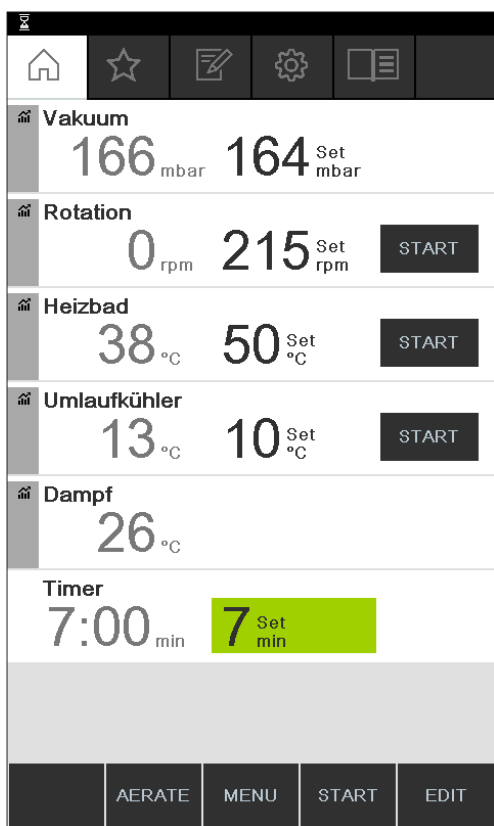 Vakuum
166 mbar 164 Set mbar
Rotation
0 rpm 215 Set rpm START
Heizbad
38 °C 50 Set °C START
Umlaufkühler
13 °C 10 Set °C START
Dampf
26 °C
Timer
7:00 min 7 Set min
AERATE MENU START EDIT